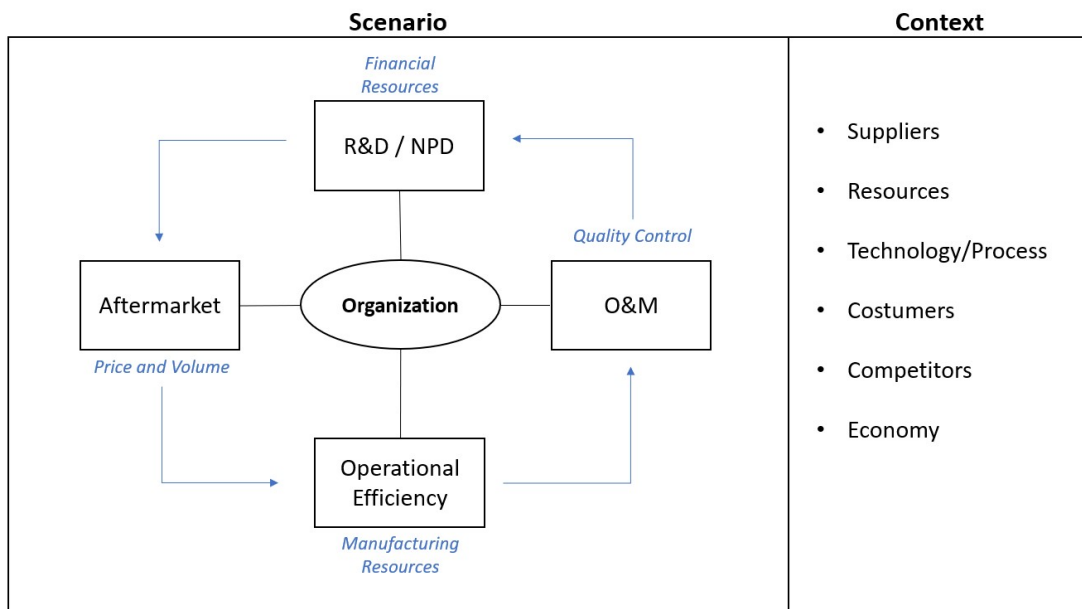 Scenario
Context
Financial
Resources
R&D / NPD
Quality Control
Aftermarket
Organization
O&M
Price and Volume
Operational
Efficiency
Manufacturing
Resources
• Suppliers
• Resources
• Technology/Process
• Costumers
• Competitors
• Economy